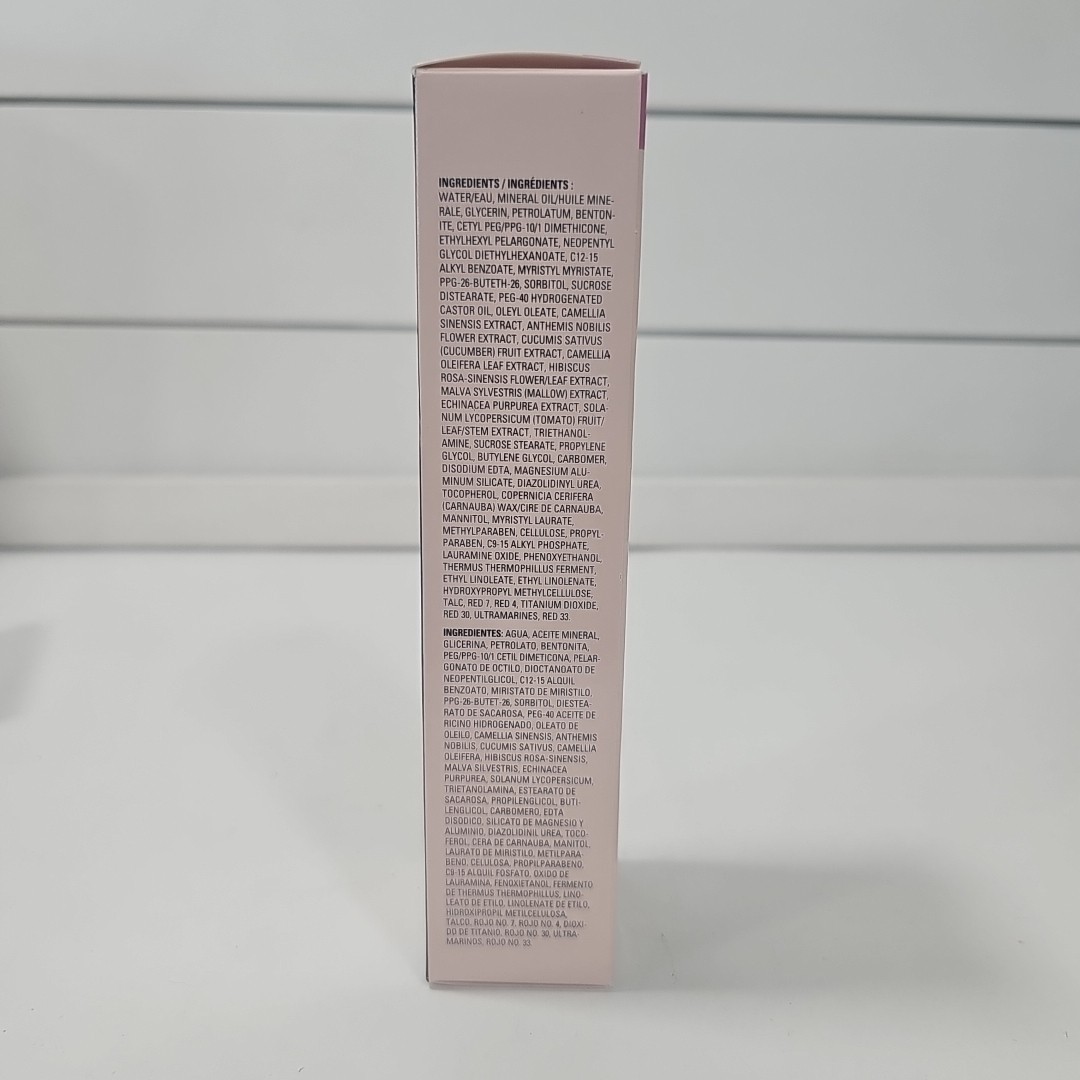 INGREDIENTS / INGRÉDIENTS :
WATER/EAU, MINERAL OIL/HUILE MINE-
RALE, GLYCERIN, PETROLATUM, BENTON-
ITE, CETYL PEG/PPG-10/1 DIMETHICONE,
ETHYLHEXYL PELARGONATE, NEOPENTYL
GLYCOL DIETHYLHEXANOATE, C12-15
ALKYL BENZOATE, MYRISTYL MYRISTATE,
PPG-26-BUTETH-26, SORBITOL, SUCROSE
DISTEARATE, PEG-40 HYDROGENATED
CASTOR OIL, OLEYL OLEATE, CAMELLIA
SINENSIS EXTRACT, ANTHEMIS NOBILIS
FLOWER EXTRACT, CUCUMIS SATIVUS
(CUCUMBER) FRUIT EXTRACT, CAMELLIA
OLEIFERA LEAF EXTRACT, HIBISCUS
ROSA-SINENSIS FLOWER/LEAF EXTRACT,
MALVA SYLVESTRIS (MALLOW) EXTRACT,
ECHINACEA PURPUREA EXTRACT, SOLA-
NUM LYCOPERSICUM (TOMATO) FRUIT/
LEAF/STEM EXTRACT, TRIETHANOL-
AMINE, SUCROSE STEARATE, PROPYLENE
GLYCOL, BUTYLENE GLYCOL, CARBOMER,
DISODIUM EDTA, MAGNESIUM ALU-
MINUM SILICATE, DIAZOLIDINYL UREA,
TOCOPHEROL, COPERNICIA CERIFERA
(CARNAUBA) WAX/CIRE DE CARNAUBA,
MANNITOL, MYRISTYL LAURATE,
METHYLPARABEN, CELLULOSE, PROPYL-
PARABEN, C9-15 ALKYL PHOSPHATE,
LAURAMINE OXIDE, PHENOXYETHANOL,
THERMUS THERMOPHILLUS FERMENT,
ETHYL LINOLEATE, ETHYL LINOLENATE,
HYDROXYPROPYL METHYLCELLULOSE,
TALC, RED 7, RED 4, TITANIUM DIOXIDE,
RED 30, ULTRAMARINES, RED 33.
INGREDIENTES: AGUA, ACEITE MINERAL,
GLICERINA, PETROLATO, BENTONITA,
PEG/PPG-10/1 CETIL DIMETICONA, PELAR-
GONATO DE OCTILO, DIOCTANOATO DE
NEOPENTILGLICOL, C12-15 ALQUIL
BENZOATO, MIRISTATO DE MIRISTILO,
PPG-26-BUTET-26, SORBITOL, DIESTEA-
RATO DE SACAROSA, PEG-40 ACEITE DE
RICINO HIDROGENADO, OLEATO DE
OLEILO, CAMELLIA SINENSIS, ANTHEMIS
NOBILIS, CUCUMIS SATIVUS, CAMELLIA
OLEIFERA, HIBISCUS ROSA-SINENSIS,
MALVA SILVESTRIS, ECHINACEA
PURPUREA, SOLANUM LYCOPERSICUM,
TRIETANOLAMINA, ESTEARATO DE
SACAROSA, PROPILENGLICOL, BUTI-
LENGLICOL, CARBOMERO, EDTA
DISODICO, SILICATO DE MAGNESIO Y
ALUMINIO, DIAZOLIDINIL UREA, TOCO-
FEROL, CERA DE CARNAUBA, MANITOL,
LAURATO DE MIRISTILO, METILPARA-
BENO, CELULOSA, PROPILPARABENO,
C9-15 ALQUIL FOSFATO, OXIDO DE
LAURAMINA, FENOXIETANOL, FERMENTO
DE THERMUS THERMOPHILLUS, LINO-
LEATO DE ETILO, LINOLENATE DE ETILO,
HIDROXIPROPIL METILCELULOSA,
TALCO, ROJO NO. 7, ROJO NO. 4, DIOXI-
DO DE TITANIO, ROJO NO. 30, ULTRA-
MARINOS, ROJO NO. 33.